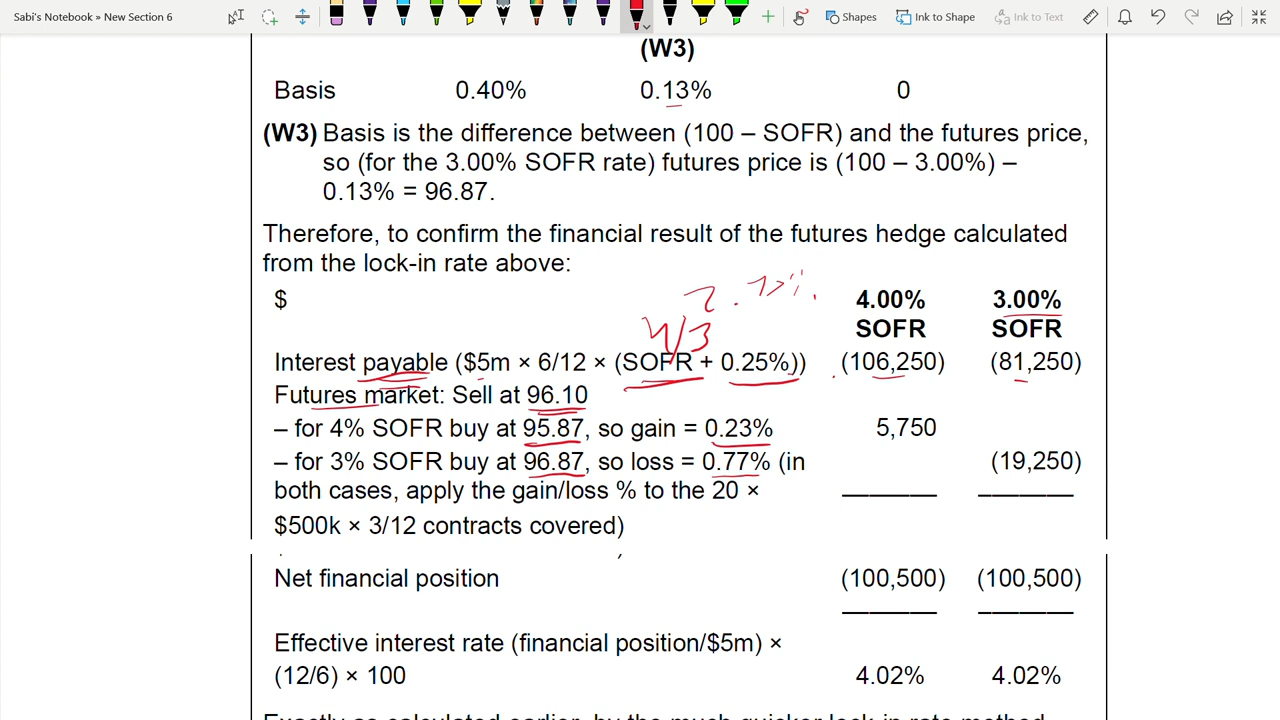 Sabi's Notebook » New Section 6
Shapes
Ink to Shape
Ink to Text
(W3)
Basis 0.40% 0.13% 0
(W3) Basis is the difference between (100 – SOFR) and the futures price,
so (for the 3.00% SOFR rate) futures price is (100 – 3.00%) –
0.13% = 96.87.
Therefore, to confirm the financial result of the futures hedge calculated
from the lock-in rate above:
$ 4.00% 3.00%
SOFR SOFR
4/3
Interest payable ($5m × 6/12 × (SOFR + 0.25%)) (106,250) (81,250)
Futures market: Sell at 96.10
– for 4% SOFR buy at 95.87, so gain = 0.23% 5,750
– for 3% SOFR buy at 96.87, so loss = 0.77% (in (19,250)
both cases, apply the gain/loss % to the 20 ×
$500k × 3/12 contracts covered)
Net financial position (100,500) (100,500)
Effective interest rate (financial position/$5m) ×
(12/6) × 100 4.02% 4.02%